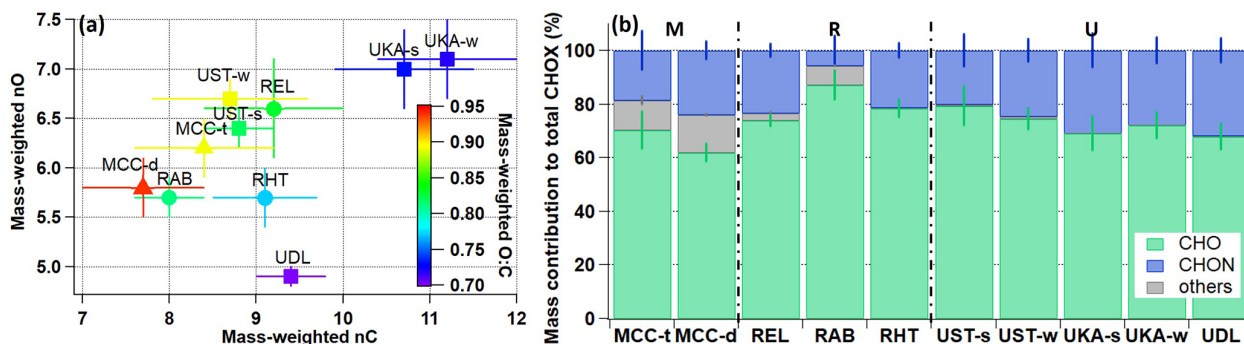 (a)
Mass-weighted nO
7.5
7.0
6.5
6.0
5.5
5.0
UKA-s
UKA-w
UST-w
REL
UST-s
MCC-t
MCC-d
RAB
RHT
UDL
0.95
0.90
0.85
0.80
0.75
0.70
Mass-weighted O:C
7 8 9 10 11 12
Mass-weighted nC
(b)
M R U
Mass contribution to total CHOX (%)
100
80
60
40
20
0
CHO
CHON
others
MCC-t MCC-d REL RAB RHT UST-s UST-w UKA-s UKA-w UDL